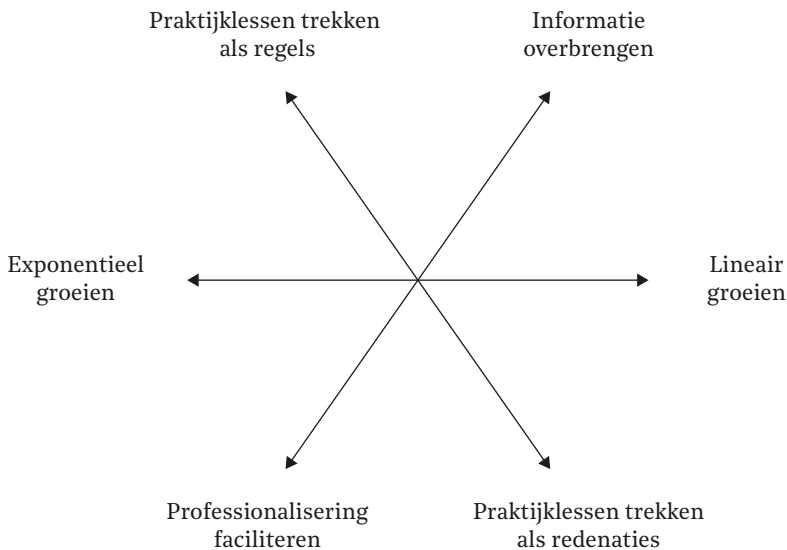 Praktijklessen trekken
als regels
Informatie
overbrengen
Exponentieel
groeien
Lineair
groeien
Professionalisering
faciliteren
Praktijklessen trekken
als redenaties